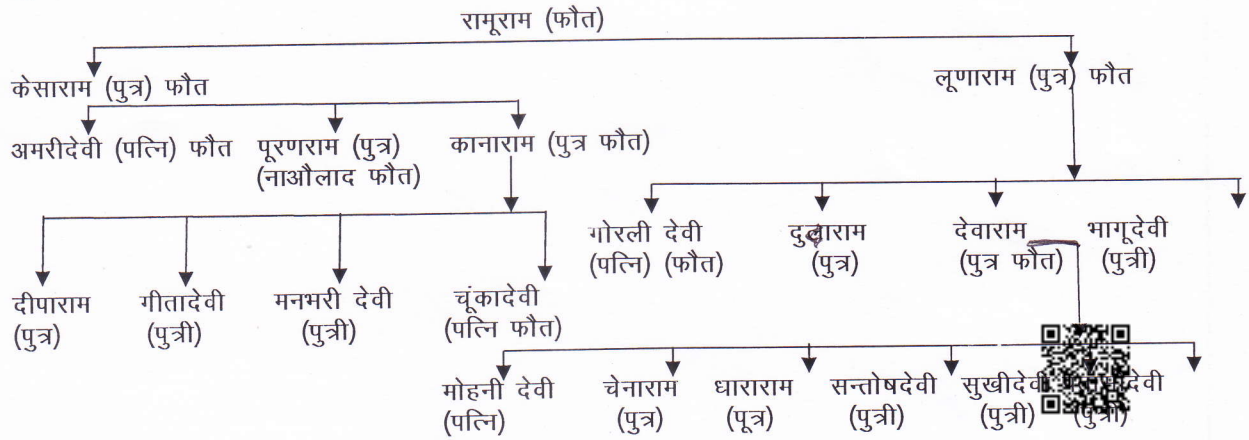 रामूराम (फौत)
केसाराम (पुत्र) फौत
लूणाराम (पुत्र) फौत
अमरीदेवी (पत्नि) फौत
पूरणराम (पुत्र)
(नाऔलाद फौत)
कानाराम (पुत्र फौत)
गोरली देवी
(पत्नि) (फौत)
दुलाराम
(पुत्र)
देवाराम
(पुत्र फौत)
भागूदेवी
(पुत्री)
दीपाराम
(पुत्र)
गीतादेवी
(पुत्री)
मनभरी देवी
(पुत्री)
चूंकादेवी
(पत्नि फौत)
मोहनी देवी
(पत्नि)
चेनाराम
(पुत्र)
धाराराम
(पूत्र)
सन्तोषदेवी
(पुत्री)
सुखीदेवी
(पुत्री)
(पुत्री)